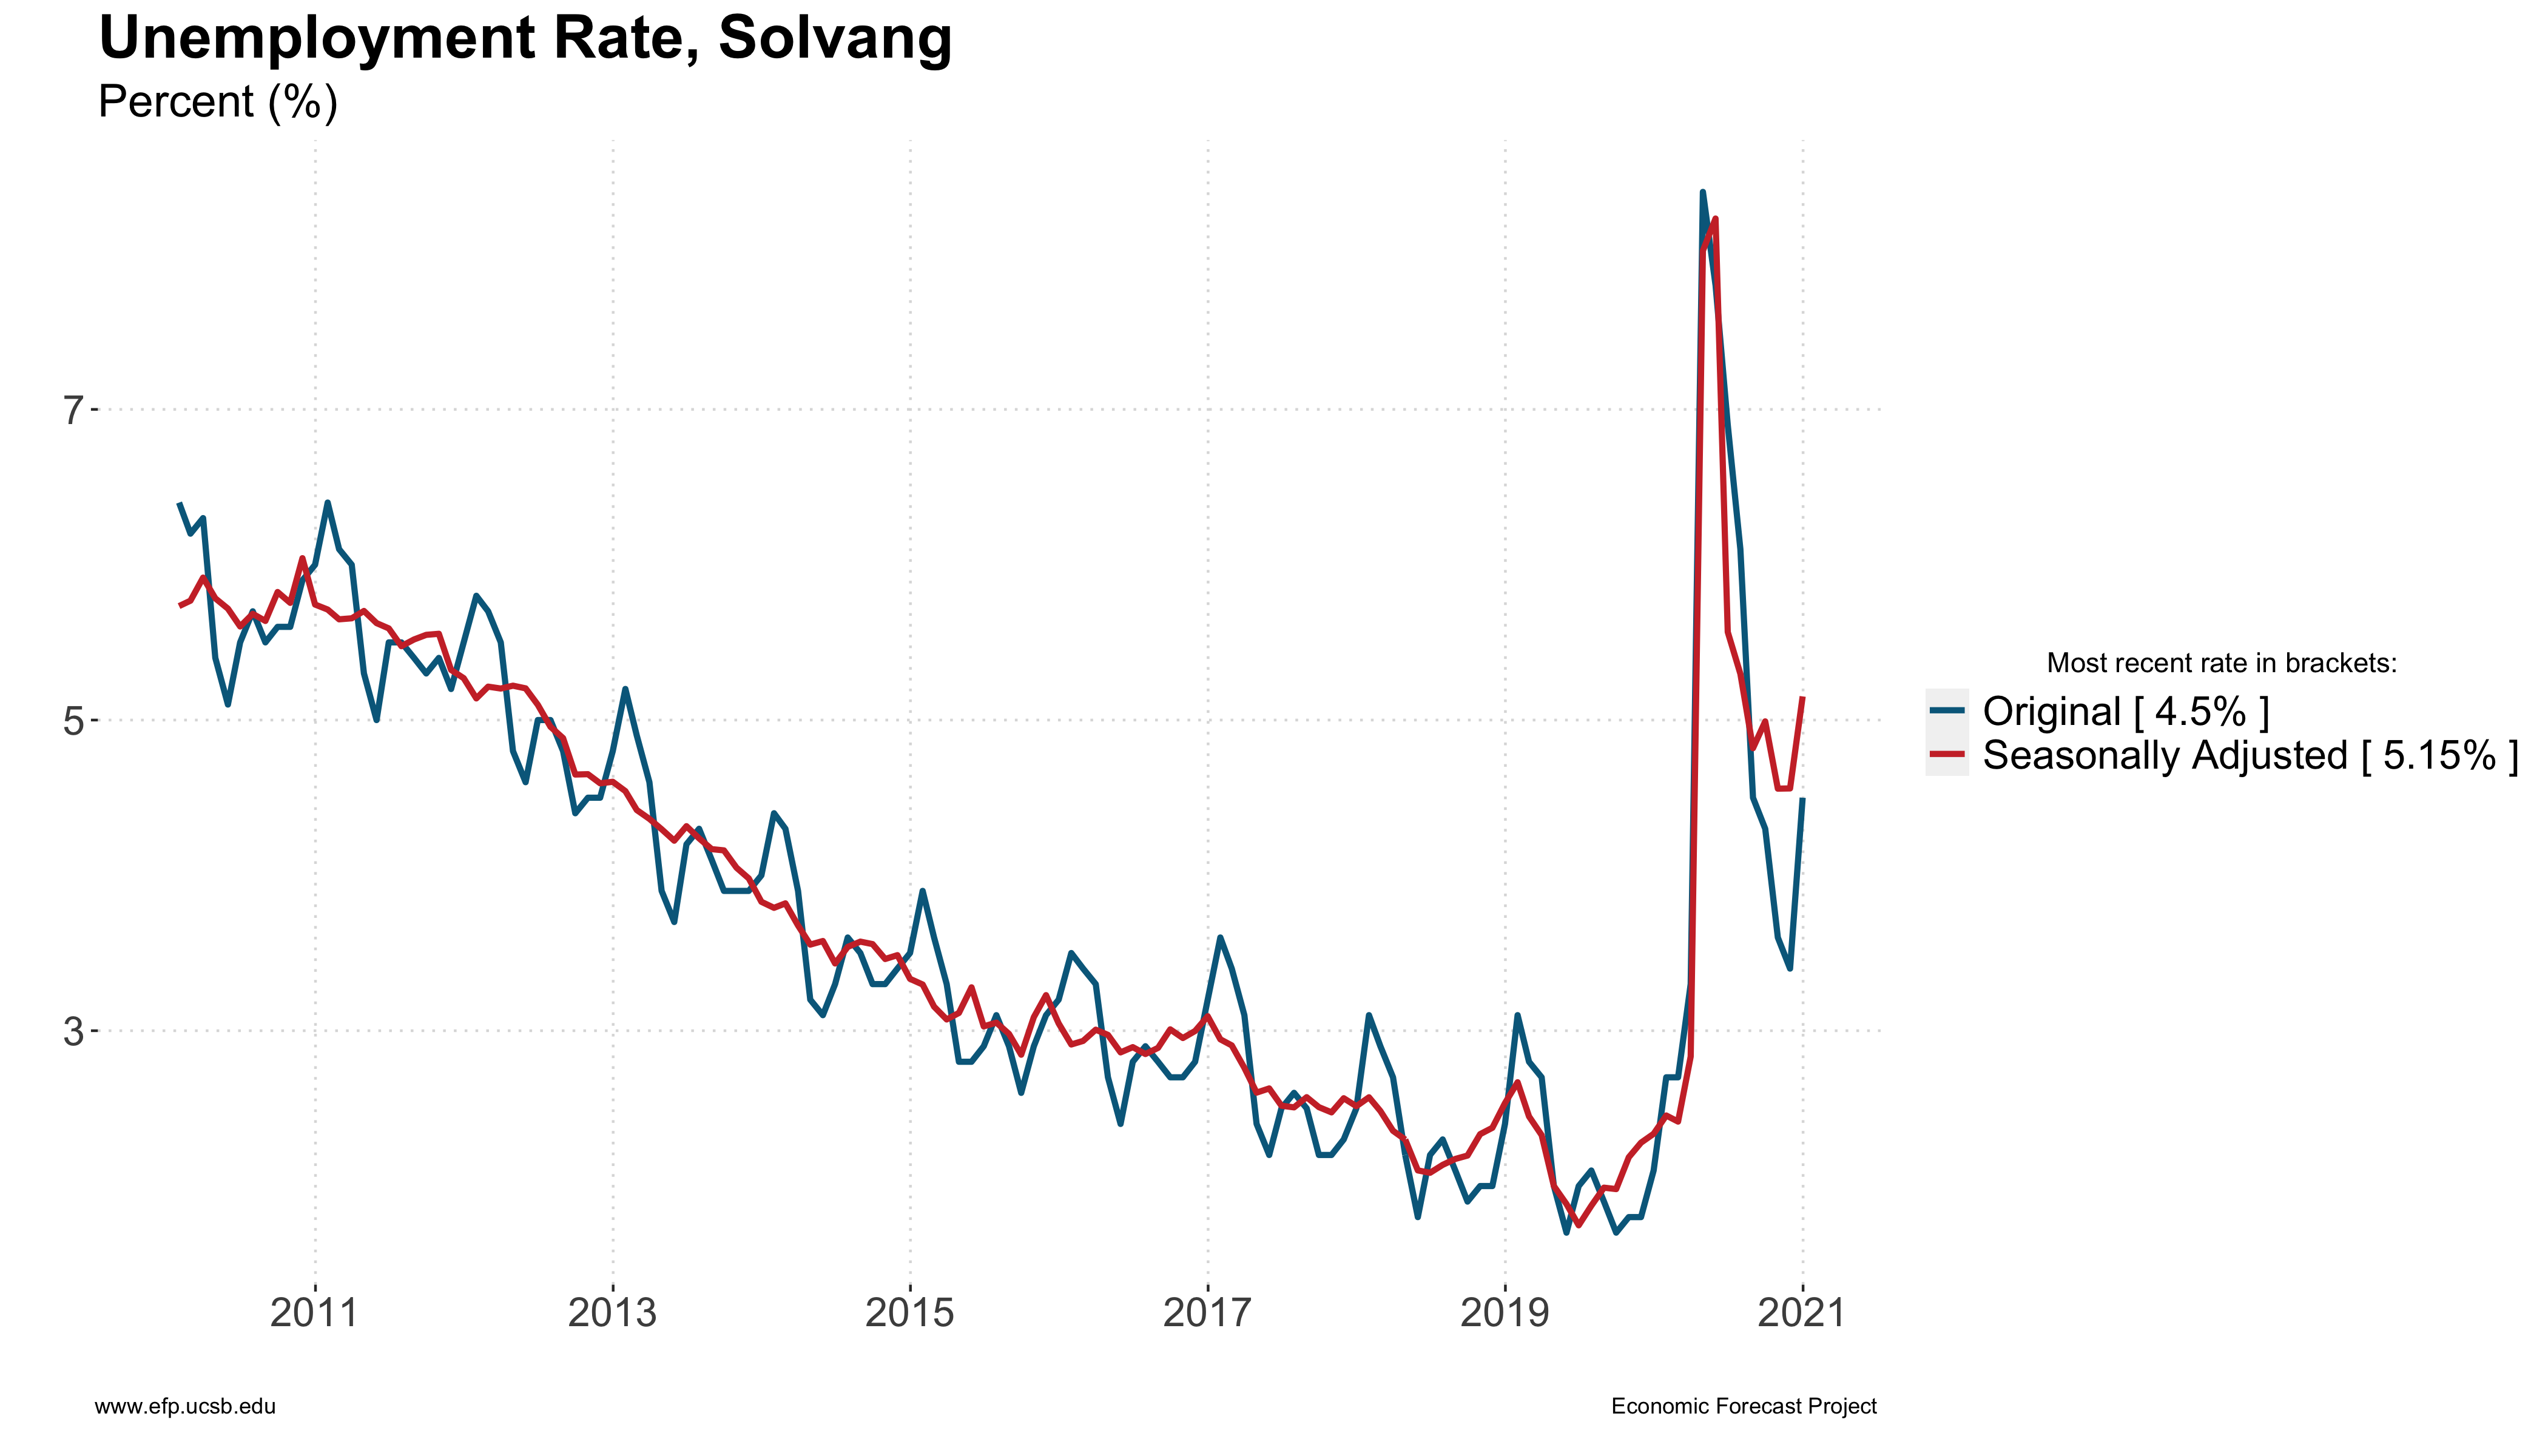 Unemployment Rate, Solvang
Percent (%)
7
5
3
2011 2013 2015 2017 2019 2021
Most recent rate in brackets:
Original [ 4.5% ]
Seasonally Adjusted [ 5.15% ]
www.efp.ucsb.edu
Economic Forecast Project